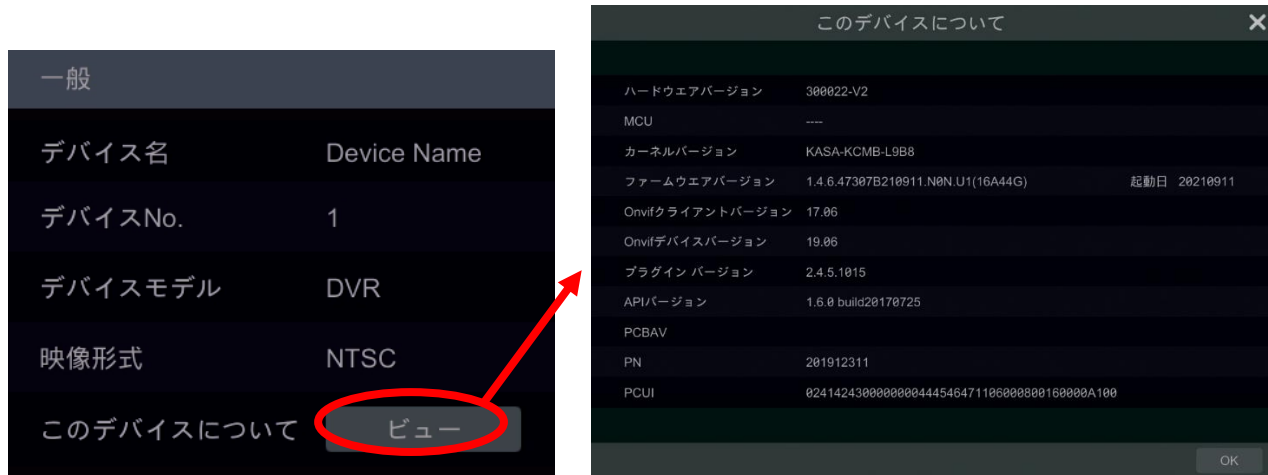 一般
デバイス名 Device Name
デバイスNo. 1
デバイスモデル DVR
映像形式 NTSC
このデバイスについて ビュー
このデバイスについて
ハードウエアバージョン 300022-V2
MCU ----
カーネルバージョン KASA-KCMB-L9B8
ファームウエアバージョン 1.4.6.47307B210911.N0N.U1(16A44G) 起動日 20210911
Onvifクライアントバージョン 17.06
Onvifデバイスバージョン 19.06
プラグイン バージョン 2.4.5.1015
APIバージョン 1.6.0 build20170725
PCBAV
PN 201912311
PCUI 024142430000000044454647110600080016​0000A100
OK